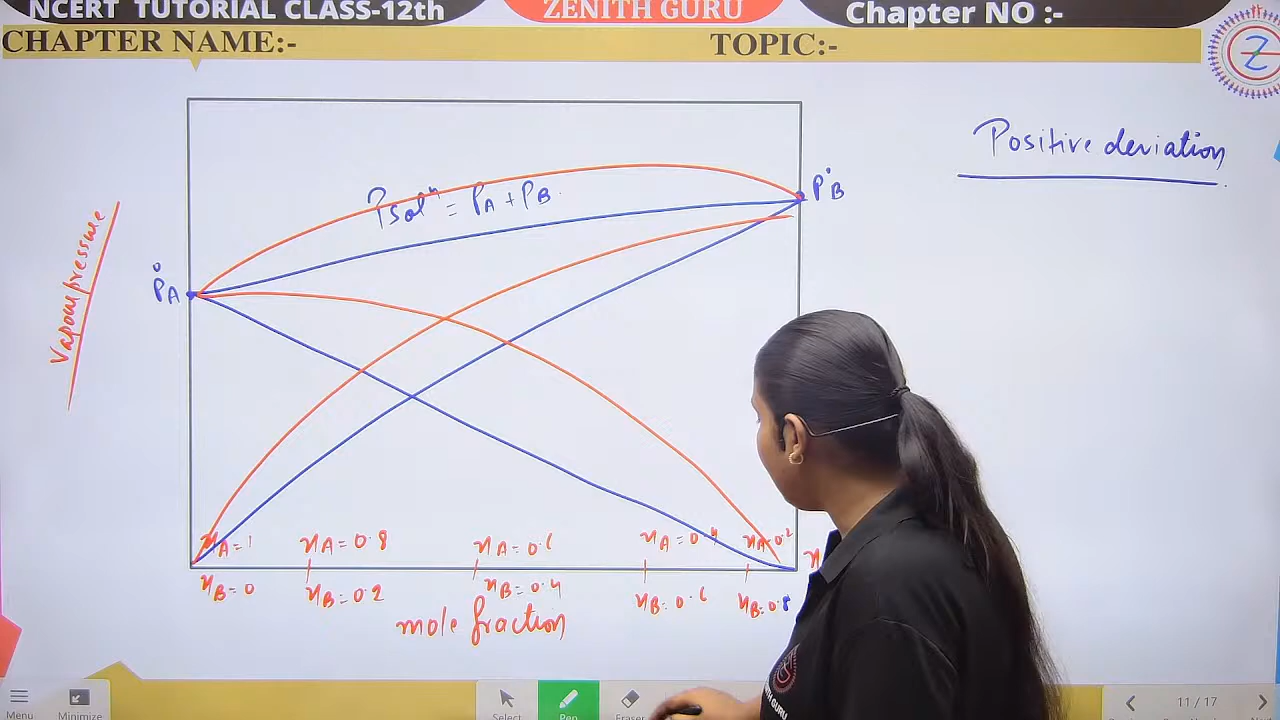 NCERT TUTORIAL CLASS-12th
ZENITH GURU
Chapter NO :-
CHAPTER NAME:-
TOPIC:-
Z
Positive deviation
Psolⁿ = PA + PB
P°B
P°A
Vapour pressure
xA = 1
xA = 0.8
xA = 0.6
xA = 0.4
xA = 0.2
x
xB = 0
xB = 0.2
xB = 0.4
xB = 0.6
xB = 0.8
mole fraction
ZENITH GURU
Menu
Minimize
Select
Pen
Eraser
11 / 17